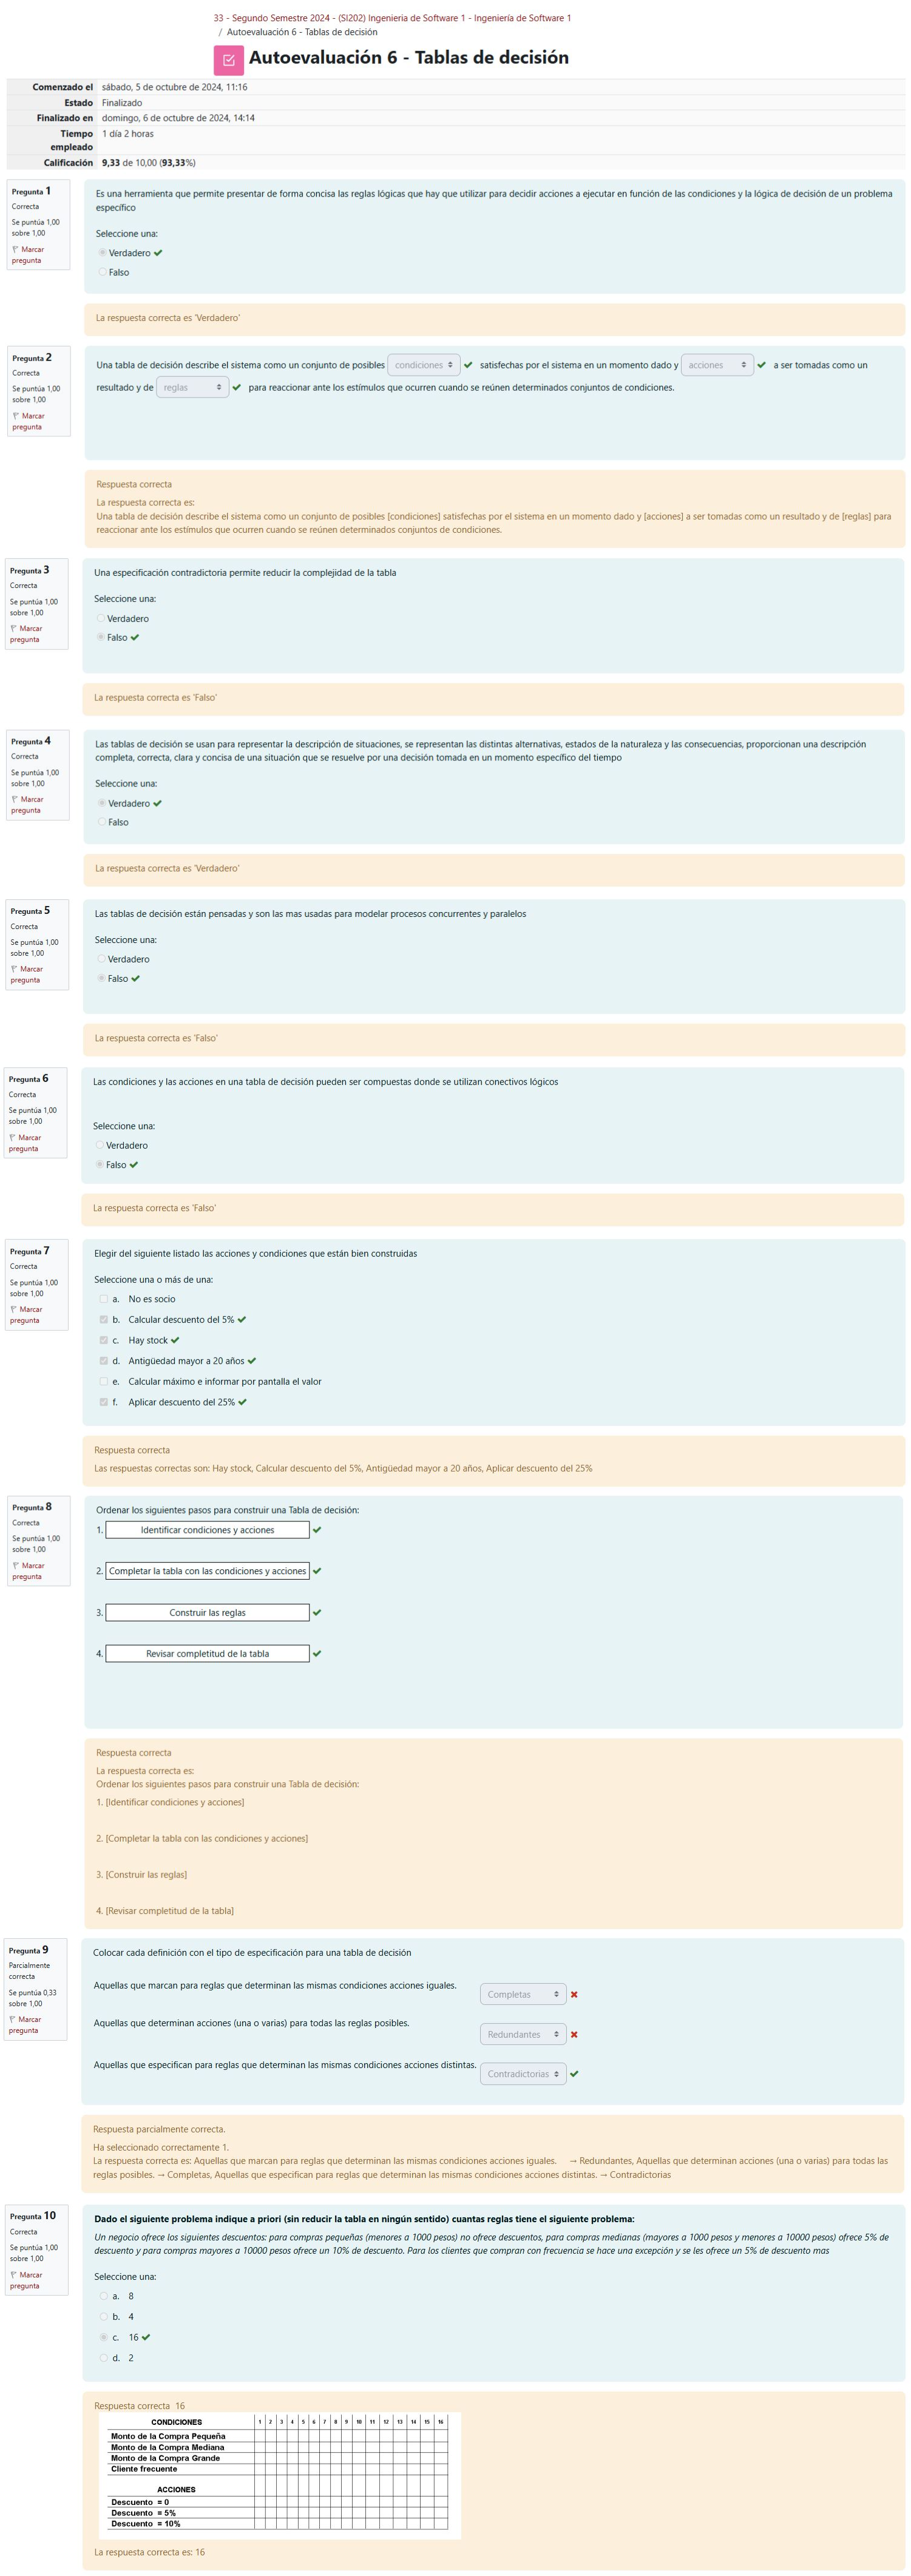 33 - Segundo Semestre 2024 - (SI202) Ingenieria de Software 1 - Ingeniería de Software 1
/ Autoevaluación 6 - Tablas de decisión
Autoevaluación 6 - Tablas de decisión
Comenzado el sábado, 5 de octubre de 2024, 11:16
Estado Finalizado
Finalizado en domingo, 6 de octubre de 2024, 14:14
Tiempo empleado 1 día 2 horas
Calificación 9,33 de 10,00 (93,33%)
Pregunta 1
Correcta
Se puntúa 1,00
sobre 1,00
Marcar
pregunta
Es una herramienta que permite presentar de forma concisa las reglas lógicas que hay que utilizar para decidir acciones a ejecutar en función de las condiciones y la lógica de decisión de un problema
específico
Seleccione una:
Verdadero
Falso
La respuesta correcta es 'Verdadero'
Pregunta 2
Correcta
Se puntúa 1,00
sobre 1,00
Marcar
pregunta
Una tabla de decisión describe el sistema como un conjunto de posibles condiciones satisfechas por el sistema en un momento dado y acciones a ser tomadas como un
resultado y de reglas para reaccionar ante los estímulos que ocurren cuando se reúnen determinados conjuntos de condiciones.
Respuesta correcta
La respuesta correcta es:
Una tabla de decisión describe el sistema como un conjunto de posibles [condiciones] satisfechas por el sistema en un momento dado y [acciones] a ser tomadas como un resultado y de [reglas] para
reaccionar ante los estímulos que ocurren cuando se reúnen determinados conjuntos de condiciones.
Pregunta 3
Correcta
Se puntúa 1,00
sobre 1,00
Marcar
pregunta
Una especificación contradictoria permite reducir la complejidad de la tabla
Seleccione una:
Verdadero
Falso
La respuesta correcta es 'Falso'
Pregunta 4
Correcta
Se puntúa 1,00
sobre 1,00
Marcar
pregunta
Las tablas de decisión se usan para representar la descripción de situaciones, se representan las distintas alternativas, estados de la naturaleza y las consecuencias, proporcionan una descripción
completa, correcta, clara y concisa de una situación que se resuelve por una decisión tomada en un momento específico del tiempo
Seleccione una:
Verdadero
Falso
La respuesta correcta es 'Verdadero'
Pregunta 5
Correcta
Se puntúa 1,00
sobre 1,00
Marcar
pregunta
Las tablas de decisión están pensadas y son las mas usadas para modelar procesos concurrentes y paralelos
Seleccione una:
Verdadero
Falso
La respuesta correcta es 'Falso'
Pregunta 6
Correcta
Se puntúa 1,00
sobre 1,00
Marcar
pregunta
Las condiciones y las acciones en una tabla de decisión pueden ser compuestas donde se utilizan conectivos lógicos
Seleccione una:
Verdadero
Falso
La respuesta correcta es 'Falso'
Pregunta 7
Correcta
Se puntúa 1,00
sobre 1,00
Marcar
pregunta
Elegir del siguiente listado las acciones y condiciones que están bien construidas
Seleccione una o más de una:
a. No es socio
b. Calcular descuento del 5%
c. Hay stock
d. Antigüedad mayor a 20 años
e. Calcular máximo e informar por pantalla el valor
f. Aplicar descuento del 25%
Respuesta correcta
Las respuestas correctas son: Hay stock, Calcular descuento del 5%, Antigüedad mayor a 20 años, Aplicar descuento del 25%
Pregunta 8
Correcta
Se puntúa 1,00
sobre 1,00
Marcar
pregunta
Ordenar los siguientes pasos para construir una Tabla de decisión:
1. Identificar condiciones y acciones
2. Completar la tabla con las condiciones y acciones
3. Construir las reglas
4. Revisar completitud de la tabla
Respuesta correcta
La respuesta correcta es:
Ordenar los siguientes pasos para construir una Tabla de decisión:
1. [Identificar condiciones y acciones]
2. [Completar la tabla con las condiciones y acciones]
3. [Construir las reglas]
4. [Revisar completitud de la tabla]
Pregunta 9
Parcialmente
correcta
Se puntúa 0,33
sobre 1,00
Marcar
pregunta
Colocar cada definición con el tipo de especificación para una tabla de decisión
Aquellas que marcan para reglas que determinan las mismas condiciones acciones iguales. Completas
Aquellas que determinan acciones (una o varias) para todas las reglas posibles. Redundantes
Aquellas que especifican para reglas que determinan las mismas condiciones acciones distintas. Contradictorias
Respuesta parcialmente correcta.
Ha seleccionado correctamente 1.
La respuesta correcta es: Aquellas que marcan para reglas que determinan las mismas condiciones acciones iguales. → Redundantes, Aquellas que determinan acciones (una o varias) para todas las
reglas posibles. → Completas, Aquellas que especifican para reglas que determinan las mismas condiciones acciones distintas. → Contradictorias
Pregunta 10
Correcta
Se puntúa 1,00
sobre 1,00
Marcar
pregunta
Dado el siguiente problema indique a priori (sin reducir la tabla en ningún sentido) cuantas reglas tiene el siguiente problema:
Un negocio ofrece los siguientes descuentos: para compras pequeñas (menores a 1000 pesos) no ofrece descuentos, para compras medianas (mayores a 1000 pesos y menores a 10000 pesos) ofrece 5% de
descuento y para compras mayores a 10000 pesos ofrece un 10% de descuento. Para los clientes que compran con frecuencia se hace una excepción y se les ofrece un 5% de descuento mas
Seleccione una:
a. 8
b. 4
c. 16
d. 2
Respuesta correcta 16
CONDICIONES 1 2 3 4 5 6 7 8 9 10 11 12 13 14 15 16
Monto de la Compra Pequeña
Monto de la Compra Mediana
Monto de la Compra Grande
Cliente frecuente
ACCIONES
Descuento = 0
Descuento = 5%
Descuento = 10%
La respuesta correcta es: 16